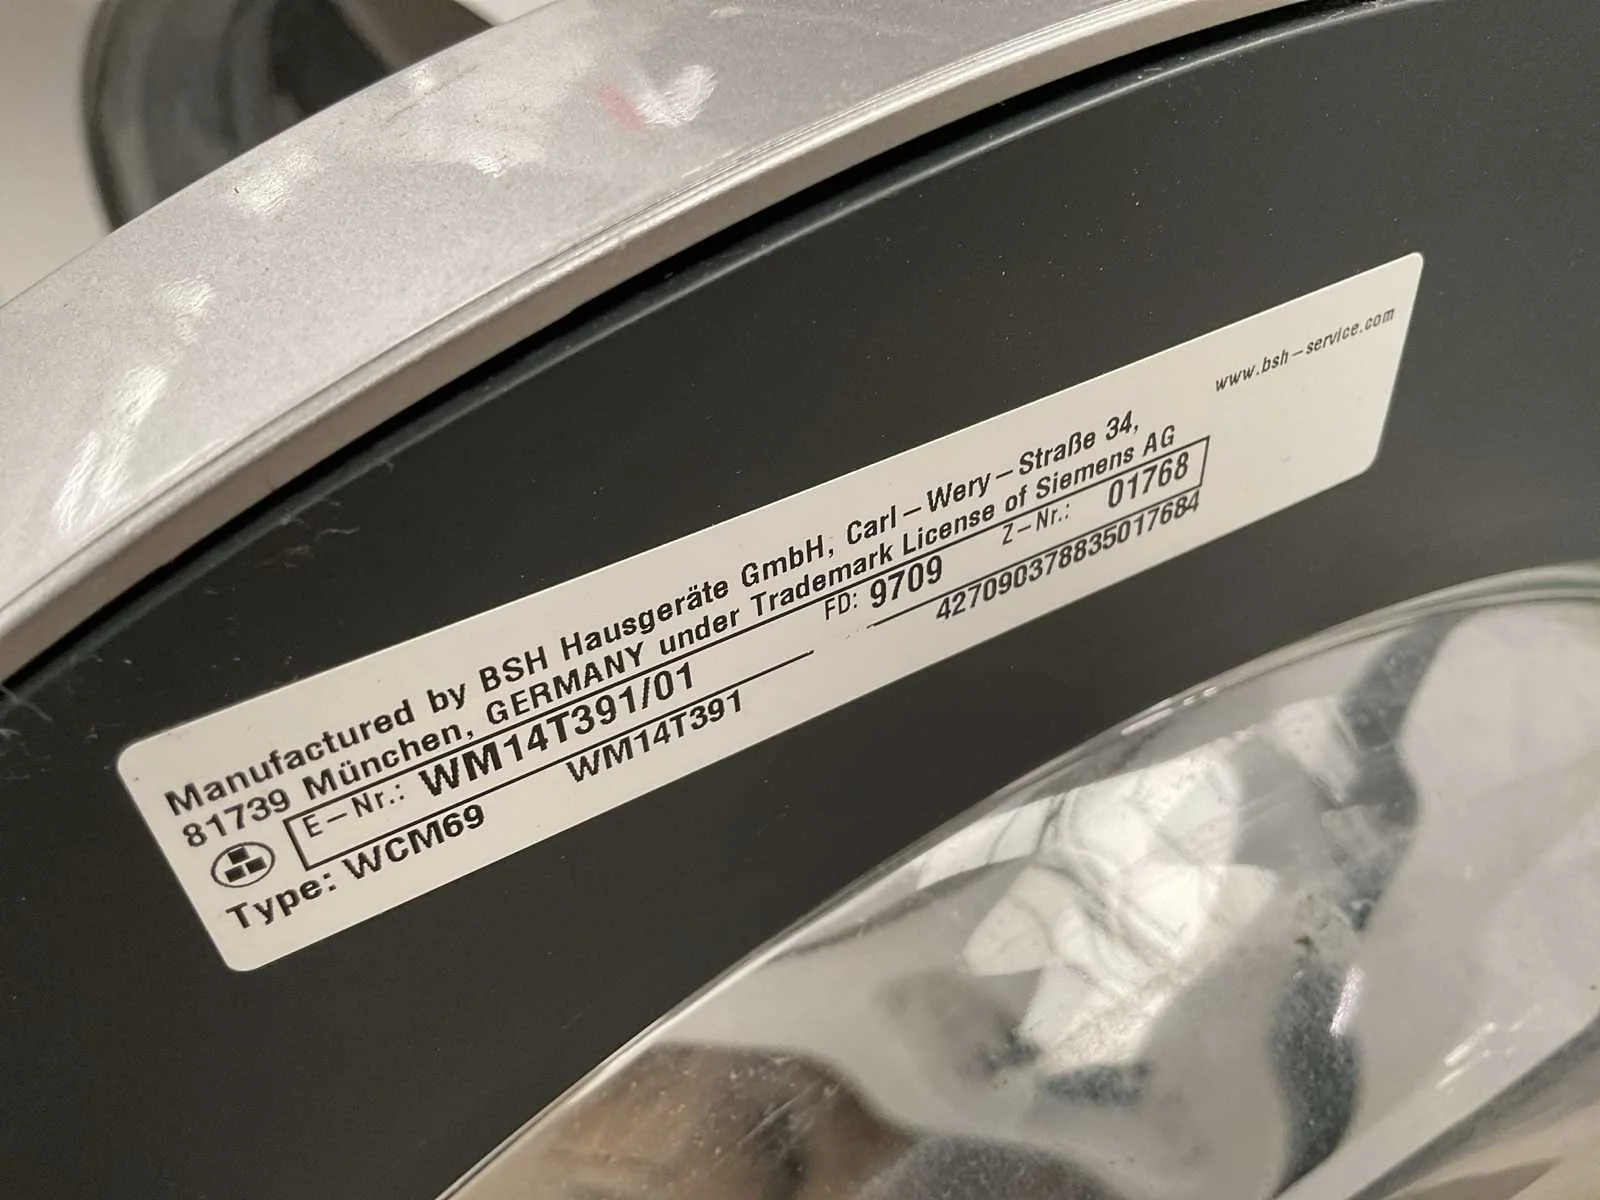 www.bsh-service.com
Manufactured by BSH Hausgeräte GmbH, Carl-Wery-Straße 34,
81739 München, GERMANY under Trademark License of Siemens AG
E-Nr.: WM14T391/01 FD: 9709 Z-Nr.: 01768
Type: WCM69 WM14T391 427090378835017684